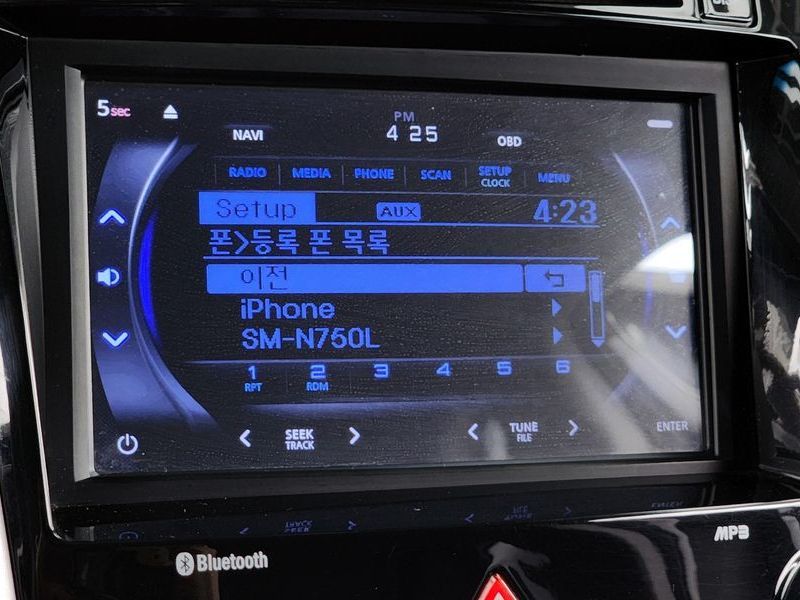 5 sec
PM
NAVI 4 25 OBD
RADIO MEDIA PHONE SCAN SETUP CLOCK MENU
Setup AUX 4:23
폰>등록 폰 목록
이전
iPhone
SM-N750L
1 2 3 4 5 6
RPT RDM
SEEK TRACK TUNE FILE ENTER
Bluetooth MP3